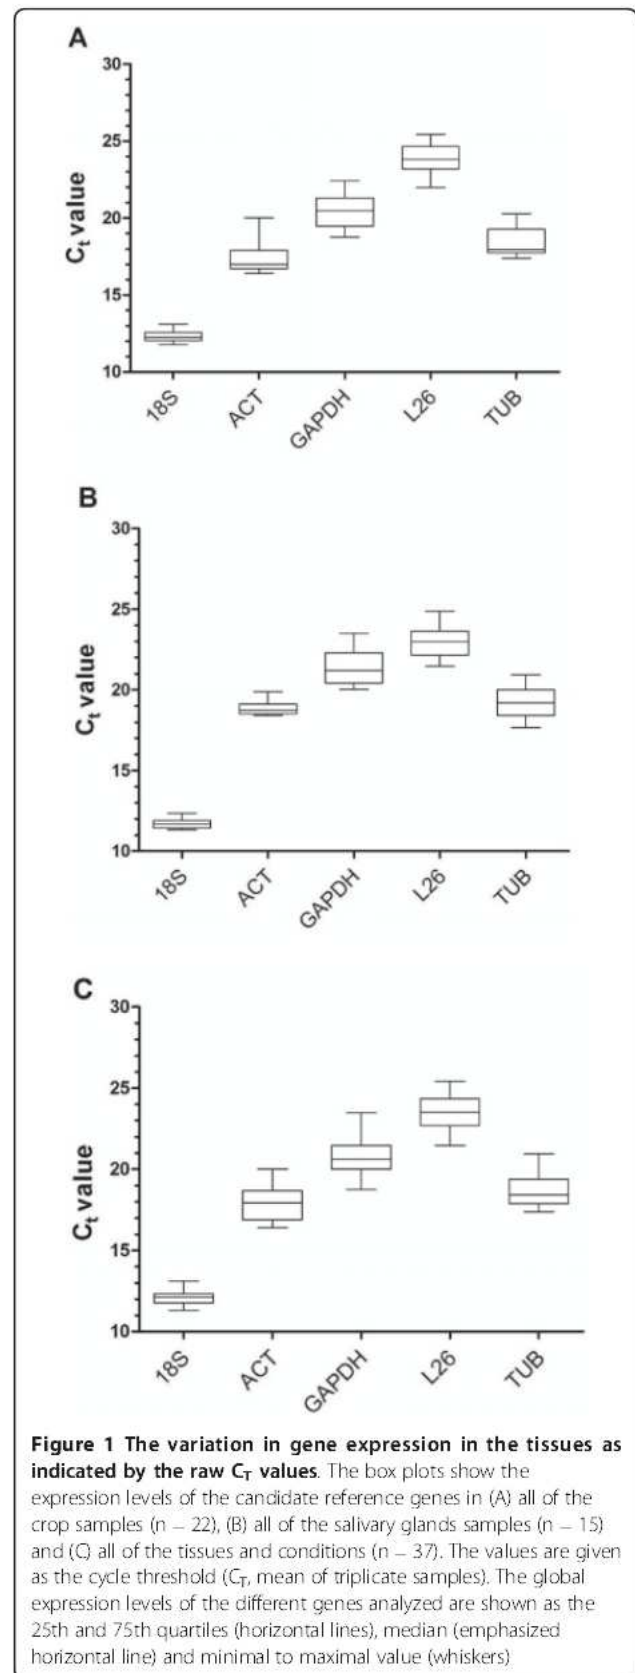 A
30
25
20
15
10
Ct value
18S
ACT
GAPDH
L26
TUB
B
30
25
20
15
10
Ct value
18S
ACT
GAPDH
L26
TUB
C
30
25
20
15
10
Ct value
18S
ACT
GAPDH
L26
TUB
Figure 1 The variation in gene expression in the tissues as
indicated by the raw CT values. The box plots show the
expression levels of the candidate reference genes in (A) all of the
crop samples (n – 22), (B) all of the salivary glands samples (n – 15)
and (C) all of the tissues and conditions (n – 37). The values are given
as the cycle threshold (CT, mean of triplicate samples). The global
expression levels of the different genes analyzed are shown as the
25th and 75th quartiles (horizontal lines), median (emphasized
horizontal line) and minimal to maximal value (whiskers)